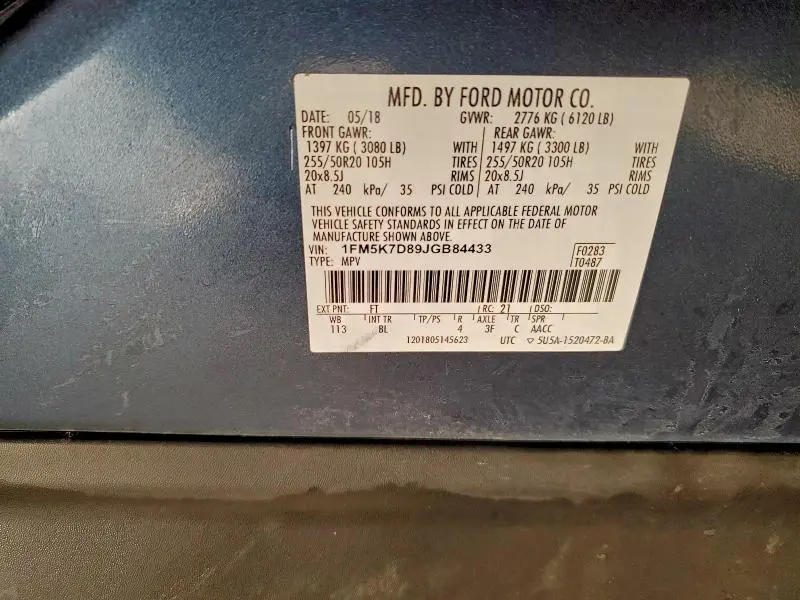 MFD. BY FORD MOTOR CO.
DATE: 05/18 GVWR: 2776 KG ( 6120 LB)
FRONT GAWR: REAR GAWR:
1397 KG ( 3080 LB) WITH 1497 KG ( 3300 LB) WITH
255/50R20 105H TIRES 255/50R20 105H TIRES
20x8.5J RIMS 20x8.5J RIMS
AT 240 kPa/ 35 PSI COLD AT 240 kPa/ 35 PSI COLD
THIS VEHICLE CONFORMS TO ALL APPLICABLE FEDERAL MOTOR
VEHICLE SAFETY STANDARDS IN EFFECT ON THE DATE OF
MANUFACTURE SHOWN ABOVE.
VIN: 1FM5K7D89JGB84433 F0283
TYPE: MPV T0487
EXT PNT: FT RC: 21 DSO:
WB INT TR TP/PS R AXLE TR SPR
113 BL 4 3F C AACC
1201805145623 UTC ▽ 5U5A-1520472-BA